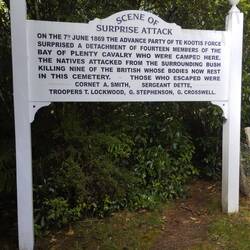 SCENE OF
SURPRISE ATTACK
ON THE 7th JUNE 1869 THE ADVANCE PARTY OF TE KOOTIS FORCE
SURPRISED A DETACHMENT OF FOURTEEN MEMBERS OF THE
BAY OF PLENTY CAVALRY WHO WERE CAMPED HERE.
THE NATIVES ATTACKED FROM THE SURROUNDING BUSH
KILLING NINE OF THE BRITISH WHOSE BODIES NOW REST
IN THIS CEMETERY. THOSE WHO ESCAPED WERE
CORNET A. SMITH, SERGEANT DETTE,
TROOPERS T. LOCKWOOD, G. STEPHENSON, G. CROSSWELL.